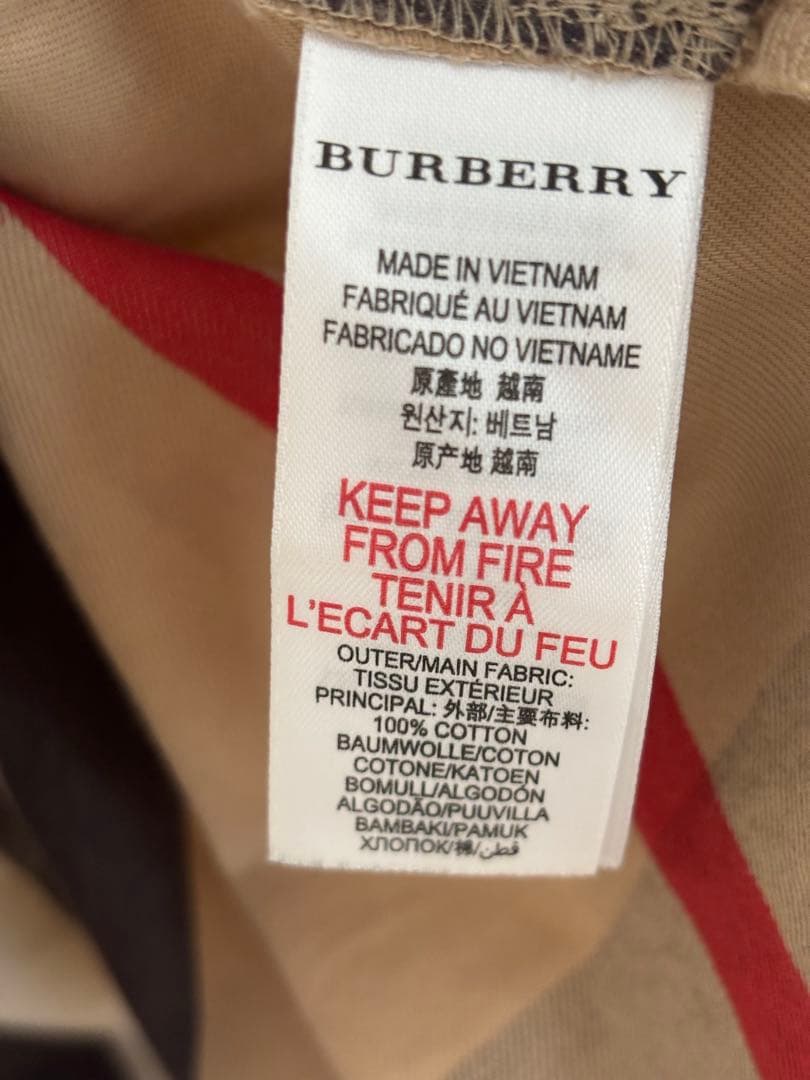 BURBERRY
MADE IN VIETNAM
FABRIQUÉ AU VIETNAM
FABRICADO NO VIETNAME
原產地 越南
원산지: 베트남
原产地 越南
KEEP AWAY
FROM FIRE
TENIR À
L'ECART DU FEU
OUTER/MAIN FABRIC:
TISSU EXTÉRIEUR
PRINCIPAL: 外部/主要布料:
100% COTTON
BAUMWOLLE/COTON
COTONE/KATOEN
BOMULL/ALGODÓN
ALGODÃO/PUUVILLA
BAMBAKI/PAMUK
ХЛОПОК/棉/قطن